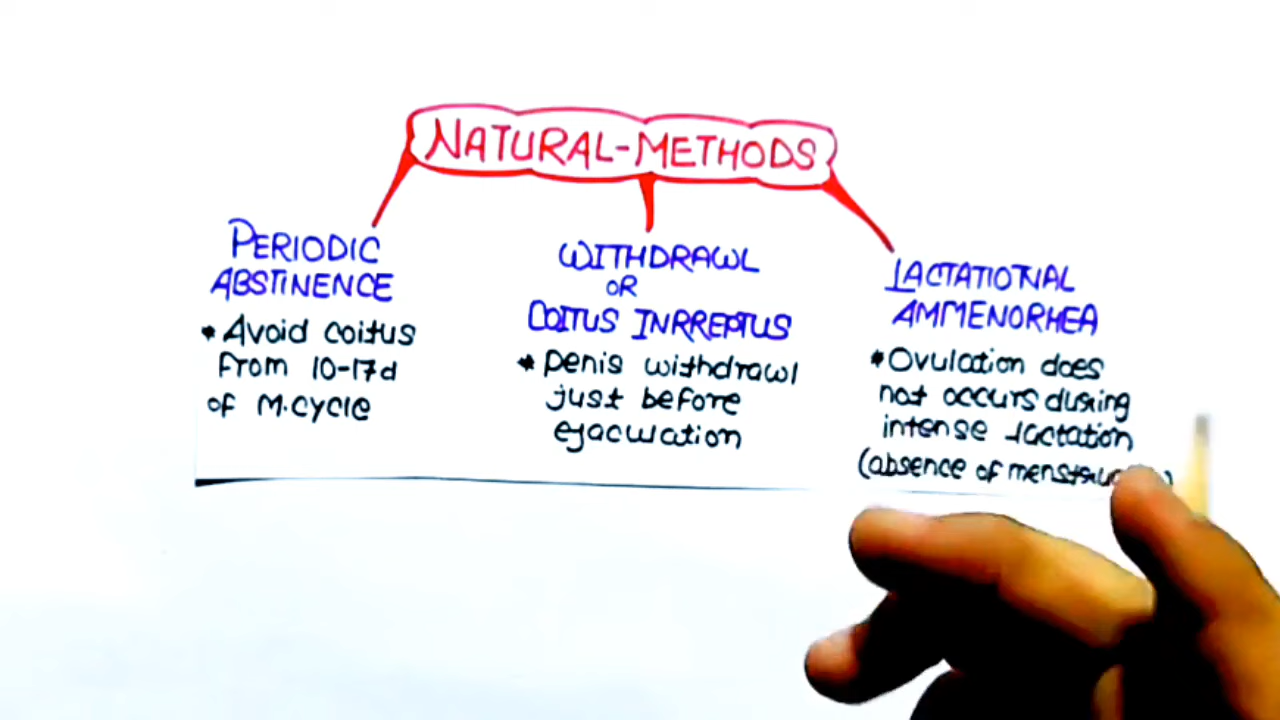 NATURAL-METHODS
PERIODIC
ABSTINENCE
* Avoid coitus
from 10-17d
of M.cycle
WITHDRAWL
OR
COITUS INRREPTUS
* Penis withdrawl
just before
ejaculation
LACTATIONAL
AMMENORHEA
* Ovulation does
not occurs during
intense lactation
(absence of